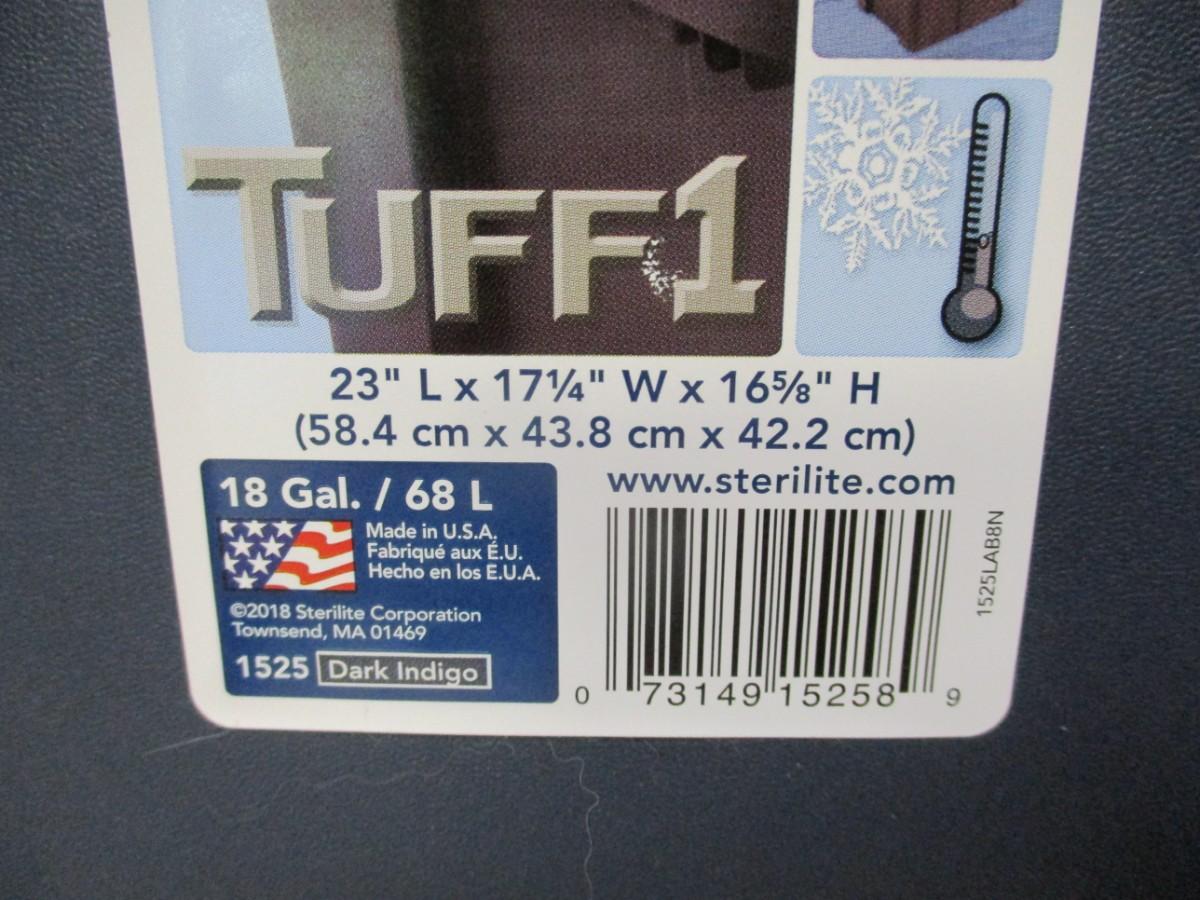 TUFF1
23" L x 17¼" W x 16⅝" H
(58.4 cm x 43.8 cm x 42.2 cm)
18 Gal. / 68 L
Made in U.S.A.
Fabriqué aux É.U.
Hecho en los E.U.A.
©2018 Sterilite Corporation
Townsend, MA 01469
1525 Dark Indigo
www.sterilite.com
0 73149 15258 9
1525LAB8N